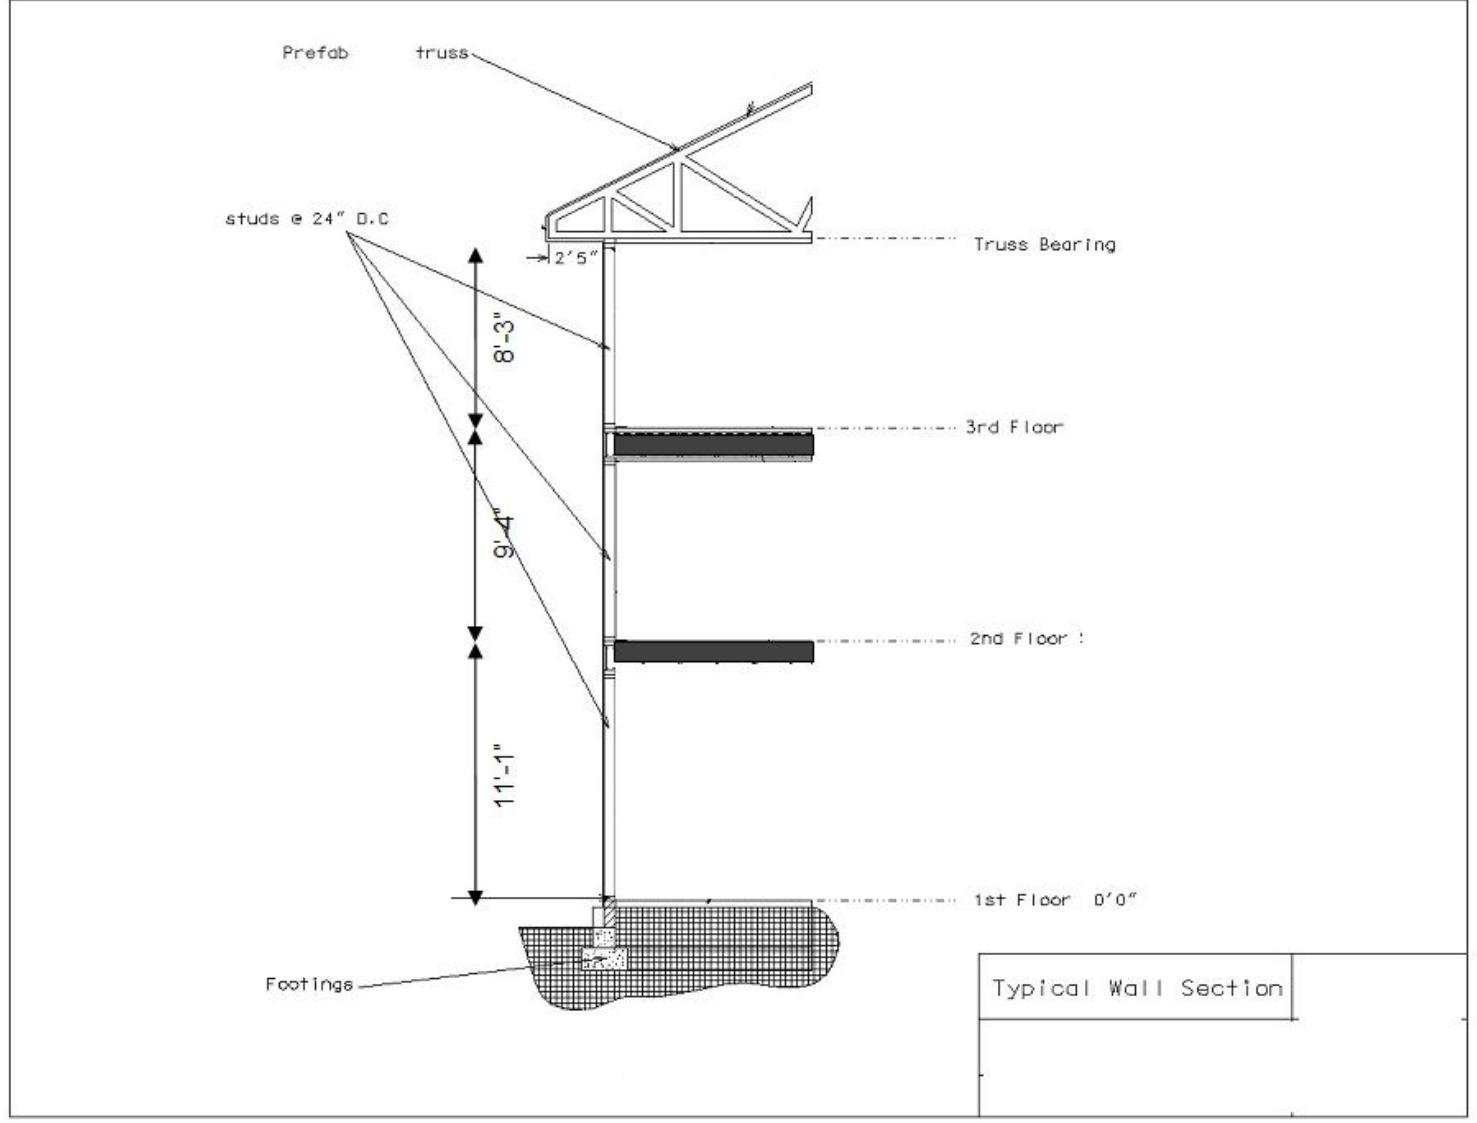 Prefab truss
studs @ 24" O.C
Truss Bearing
2'5"
8'-3"
3rd Floor
9'-4"
2nd Floor
11'-1"
1st Floor 0'0"
Footings
Typical Wall Section